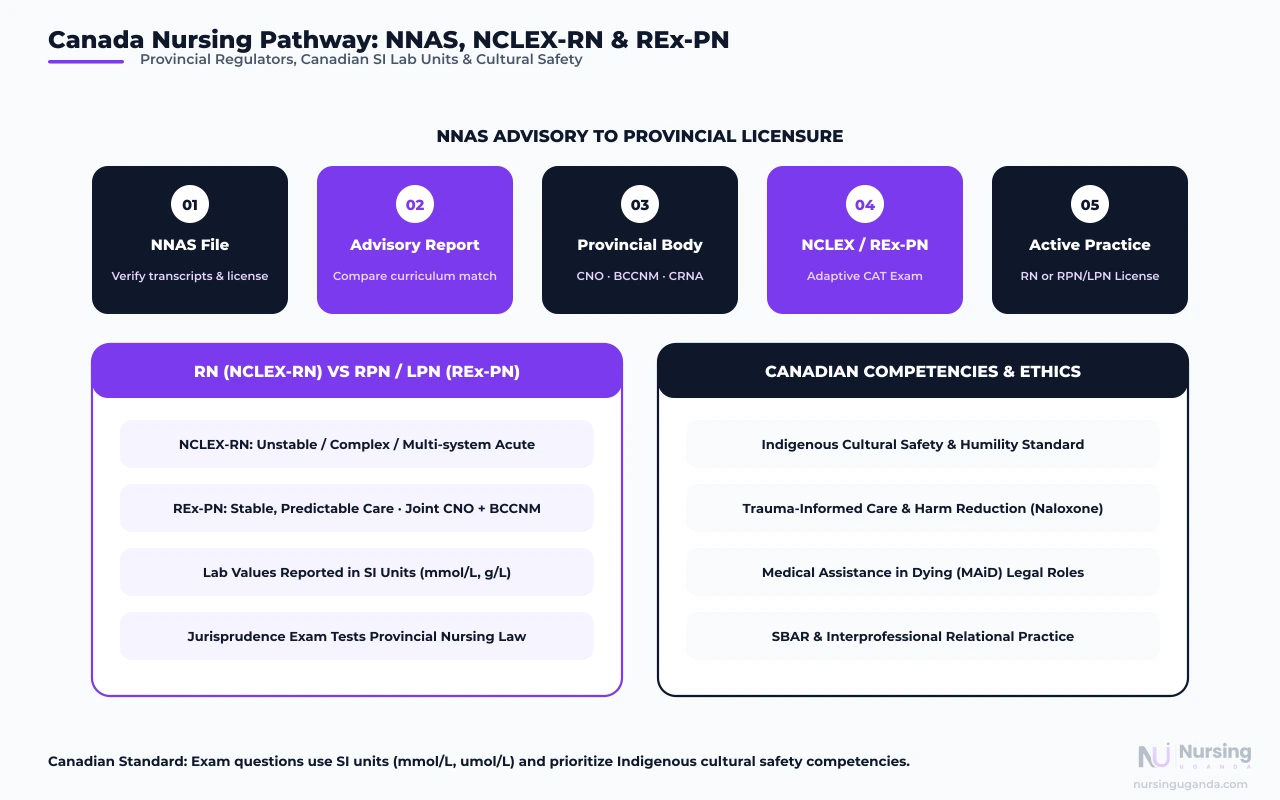 Canada Nursing Pathway: NNAS, NCLEX-RN & REx-PN
Provincial Regulators, Canadian SI Lab Units & Cultural Safety
NNAS ADVISORY TO PROVINCIAL LICENSURE
01
NNAS File
Verify transcripts & license
02
Advisory Report
Compare curriculum match
03
Provincial Body
CNO · BCCNM · CRNA
04
NCLEX / REx-PN
Adaptive CAT Exam
05
Active Practice
RN or RPN/LPN License
RN (NCLEX-RN) VS RPN / LPN (REx-PN)
NCLEX-RN: Unstable / Complex / Multi-system Acute
REx-PN: Stable, Predictable Care · Joint CNO + BCCNM
Lab Values Reported in SI Units (mmol/L, g/L)
Jurisprudence Exam Tests Provincial Nursing Law
CANADIAN COMPETENCIES & ETHICS
Indigenous Cultural Safety & Humility Standard
Trauma-Informed Care & Harm Reduction (Naloxone)
Medical Assistance in Dying (MAiD) Legal Roles
SBAR & Interprofessional Relational Practice
Canadian Standard: Exam questions use SI units (mmol/L, umol/L) and prioritize Indigenous cultural safety competencies.
NU Nursing
UGANDA
nursinguganda.com